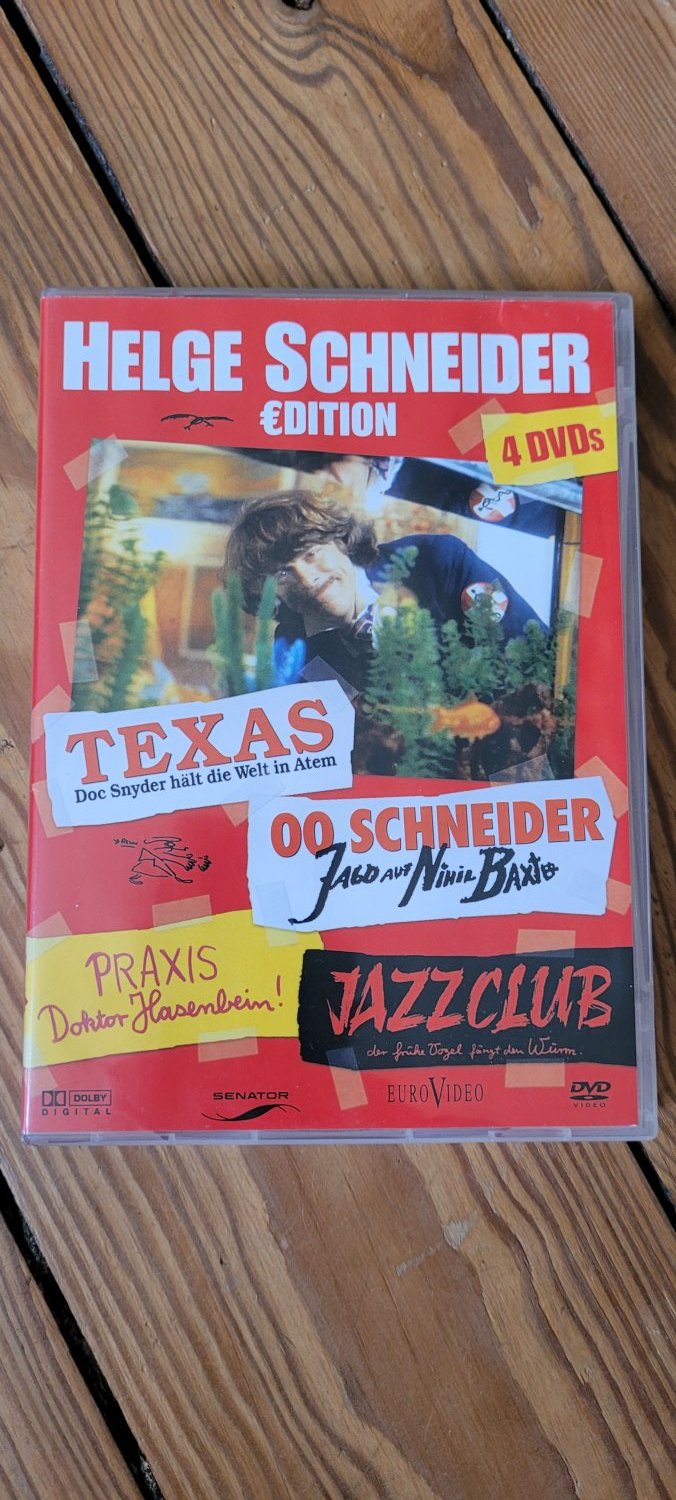 HELGE SCHNEIDER
€DITION
4 DVDs
TEXAS
Doc Snyder hält die Welt in Atem
00 SCHNEIDER
JAGD AUF NIHIL BAXTER
PRAXIS
Doktor Hasenbein!
JAZZCLUB
der frühe Vogel fängt den Wurm.
DOLBY
DIGITAL
SENATOR
EUROVIDEO
DVD
VIDEO